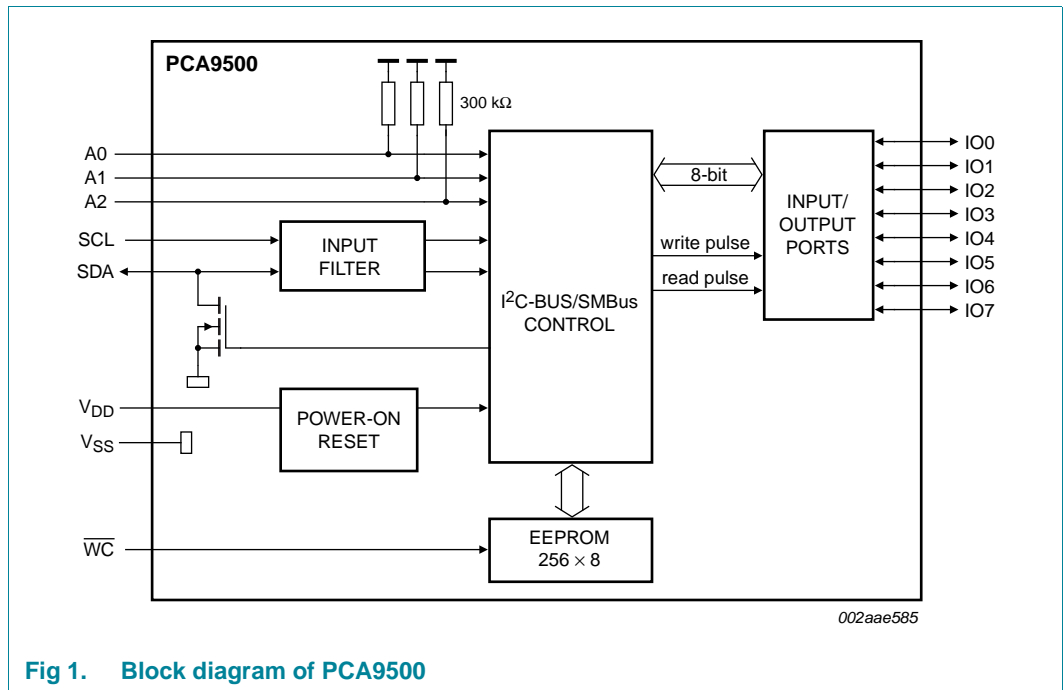 PCA9500
300 kΩ
A0
A1
A2
SCL
SDA
INPUT
FILTER
I²C-BUS/SMBus
CONTROL
8-bit
write pulse
read pulse
INPUT/
OUTPUT
PORTS
IO0
IO1
IO2
IO3
IO4
IO5
IO6
IO7
VDD
VSS
POWER-ON
RESET
W̅C̅
EEPROM
256 × 8
002aae585
Fig 1. Block diagram of PCA9500